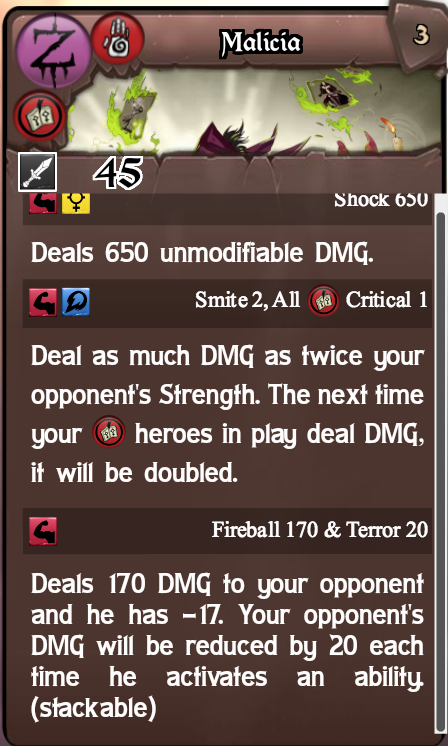 Malicia
3
45
Shock 650
Deals 650 unmodifiable DMG.
Smite 2, All Critical 1
Deal as much DMG as twice your
opponent's Strength. The next time
your heroes in play deal DMG,
it will be doubled.
Fireball 170 & Terror 20
Deals 170 DMG to your opponent
and he has -17. Your opponent's
DMG will be reduced by 20 each
time he activates an ability.
(stackable)